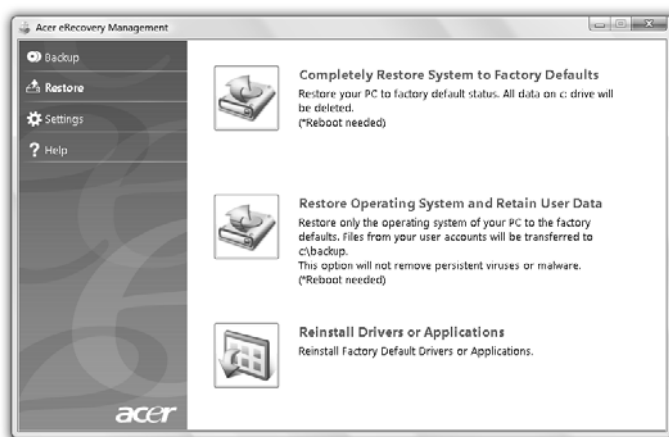 Acer eRecovery Management
Backup
Restore
Settings
? Help
Completely Restore System to Factory Defaults
Restore your PC to factory default status. All data on c: drive will
be deleted.
(*Reboot needed)
Restore Operating System and Retain User Data
Restore only the operating system of your PC to the factory
defaults. Files from your user accounts will be transferred to
c:\backup.
This option will not remove persistent viruses or malware.
(*Reboot needed)
Reinstall Drivers or Applications
Reinstall Factory Default Drivers or Applications.
acer